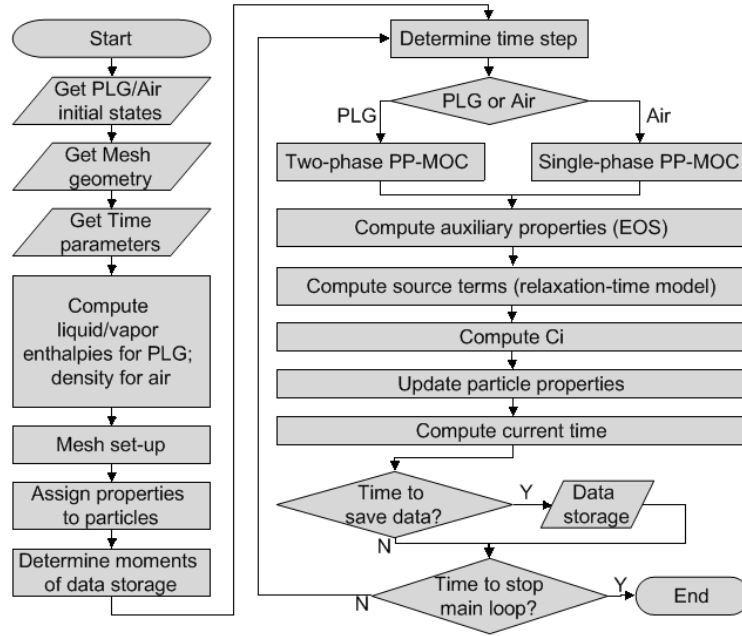 Start
Get PLG/Air
initial states
Get Mesh
geometry
Get Time
parameters
Compute
liquid/vapor
enthalpies for PLG;
density for air
Mesh set-up
Assign properties
to particles
Determine moments
of data storage
Determine time step
PLG or Air
PLG
Air
Two-phase PP-MOC
Single-phase PP-MOC
Compute auxiliary properties (EOS)
Compute source terms (relaxation-time model)
Compute Ci
Update particle properties
Compute current time
Time to
save data?
Y
Data
storage
N
Time to stop
main loop?
N
Y
End